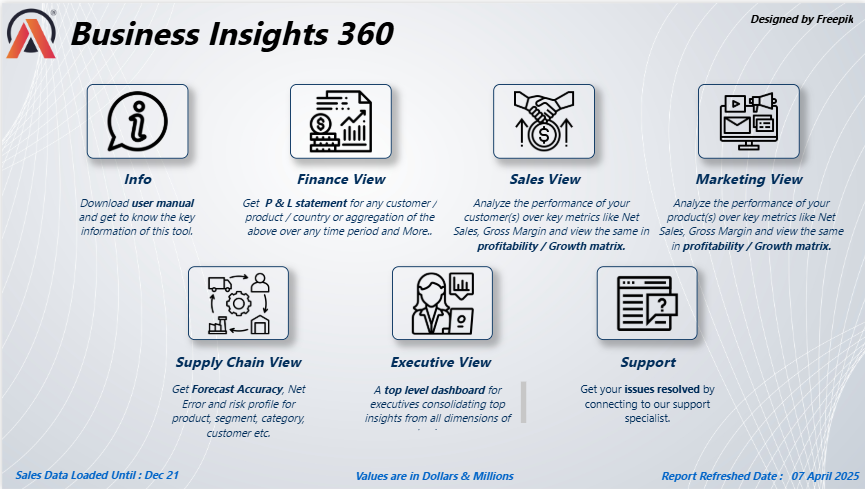 Business Insights 360
Designed by Freepik
®
Info
Download user manual
and get to know the key
information of this tool.
Finance View
Get P & L statement for any customer /
product / country or aggregation of the
above over any time period and More..
Sales View
Analyze the performance of your
customer(s) over key metrics like Net
Sales, Gross Margin and view the same in
profitability / Growth matrix.
Marketing View
Analyze the performance of your
product(s) over key metrics like Net
Sales, Gross Margin and view the same
in profitability / Growth matrix.
Supply Chain View
Get Forecast Accuracy, Net
Error and risk profile for
product, segment, category,
customer etc.
Executive View
A top level dashboard for
executives consolidating top
insights from all dimensions of
Support
Get your issues resolved by
connecting to our support
specialist.
Sales Data Loaded Until : Dec 21
Values are in Dollars & Millions
Report Refreshed Date : 07 April 2025